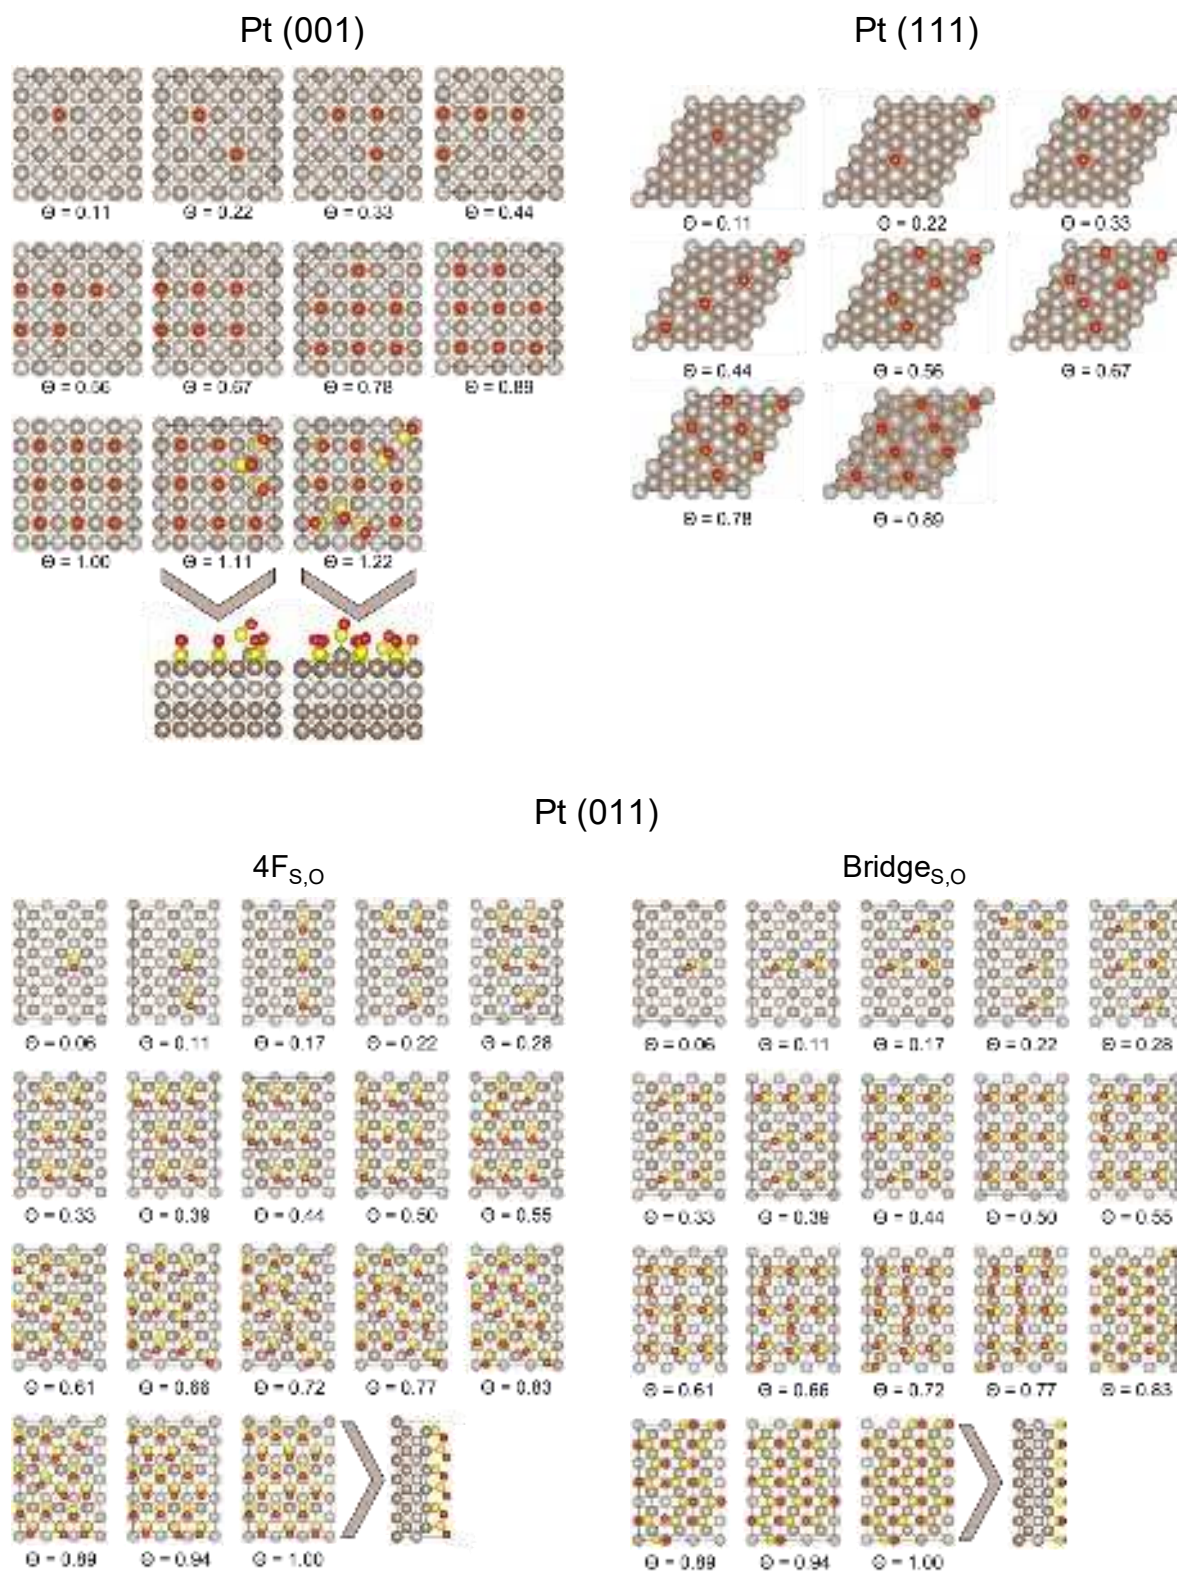 Pt (001)
Pt (111)
Θ = 0.11 Θ = 0.22 Θ = 0.33 Θ = 0.44
Θ = 0.11 Θ = 0.22 Θ = 0.33
Θ = 0.56 Θ = 0.67 Θ = 0.78 Θ = 0.89
Θ = 0.44 Θ = 0.56 Θ = 0.67
Θ = 1.00 Θ = 1.11 Θ = 1.22
Θ = 0.78 Θ = 0.89
Pt (011)
4F_S,O
Bridge_S,O
Θ = 0.06 Θ = 0.11 Θ = 0.17 Θ = 0.22 Θ = 0.28
Θ = 0.06 Θ = 0.11 Θ = 0.17 Θ = 0.22 Θ = 0.28
Θ = 0.33 Θ = 0.39 Θ = 0.44 Θ = 0.50 Θ = 0.55
Θ = 0.33 Θ = 0.39 Θ = 0.44 Θ = 0.50 Θ = 0.55
Θ = 0.61 Θ = 0.66 Θ = 0.72 Θ = 0.77 Θ = 0.83
Θ = 0.61 Θ = 0.66 Θ = 0.72 Θ = 0.77 Θ = 0.83
Θ = 0.89 Θ = 0.94 Θ = 1.00
Θ = 0.89 Θ = 0.94 Θ = 1.00